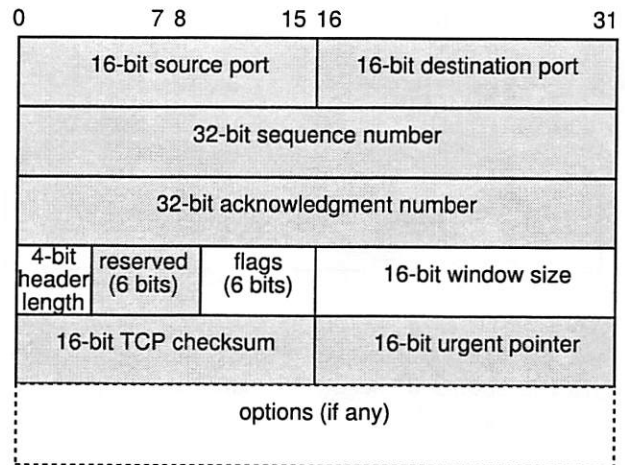 0 7 8 15 16 31
16-bit source port 16-bit destination port
32-bit sequence number
32-bit acknowledgment number
4-bit
header
length
reserved
(6 bits)
flags
(6 bits)
16-bit window size
16-bit TCP checksum 16-bit urgent pointer
options (if any)